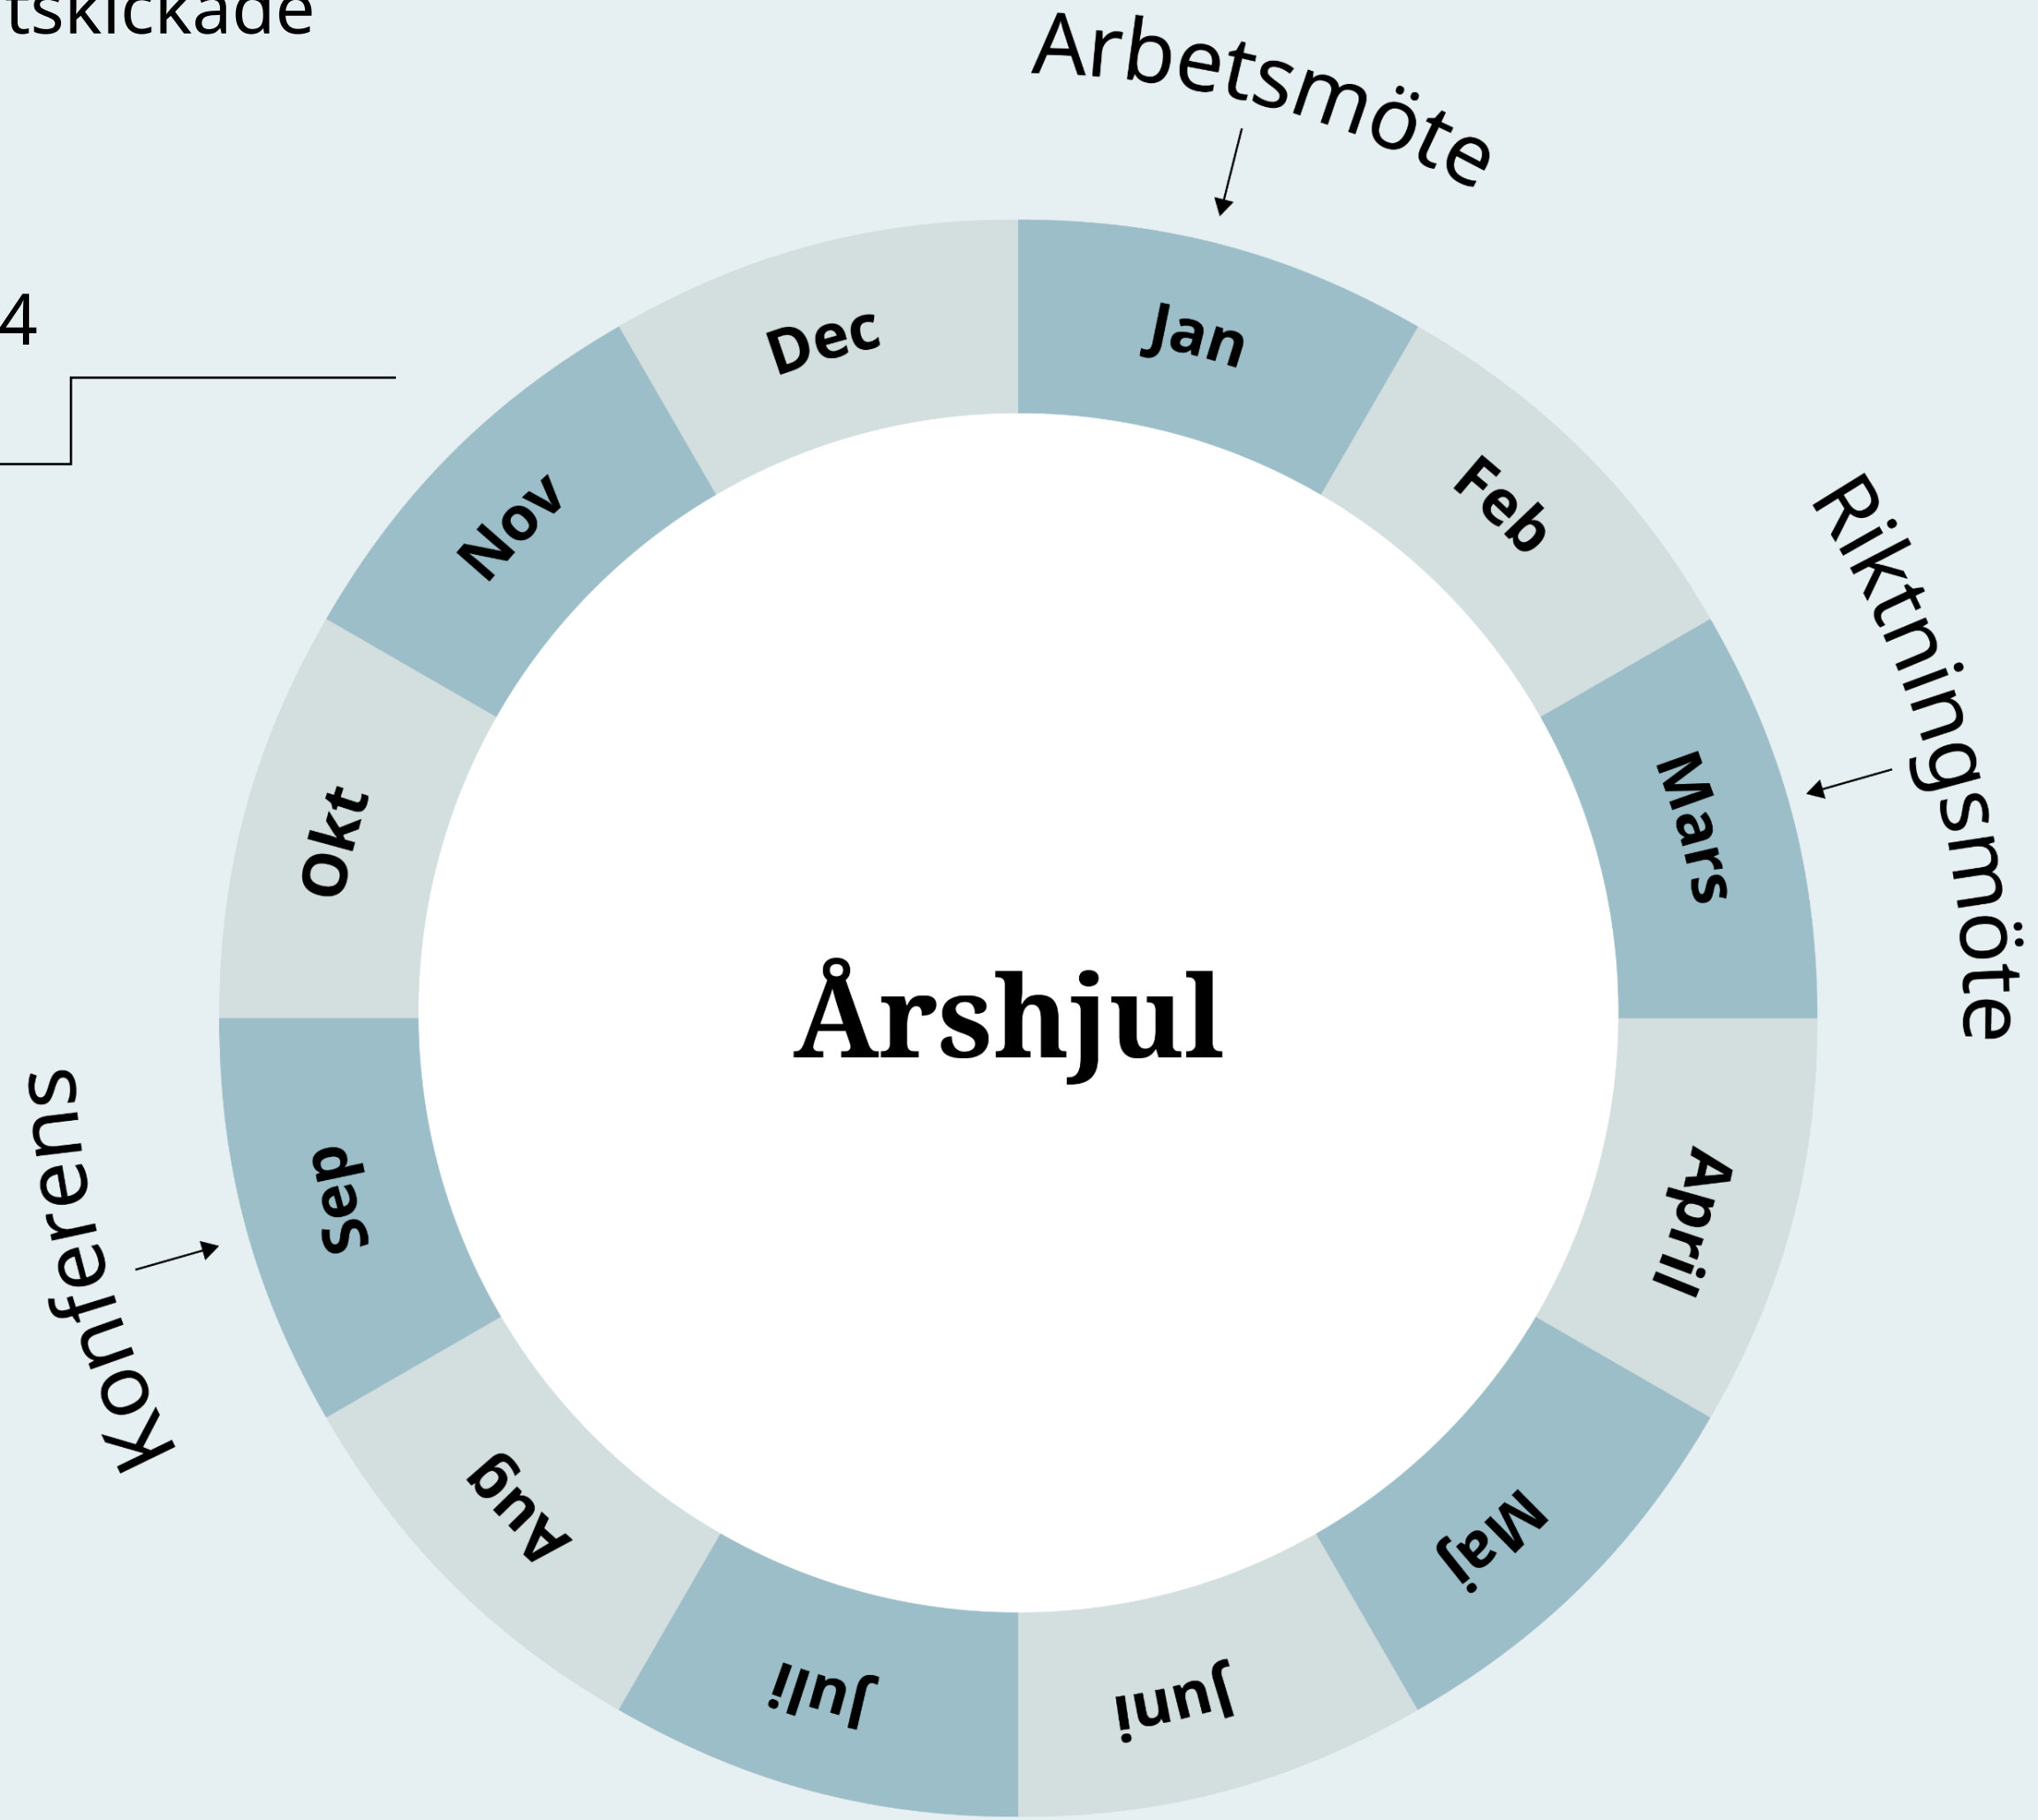 tskickade
4
Arbetsmöte
Riktningsmöte
Konferens
Jan
Feb
Mars
April
Maj
Juni
Juli
Aug
Sep
Okt
Nov
Dec
Årshjul